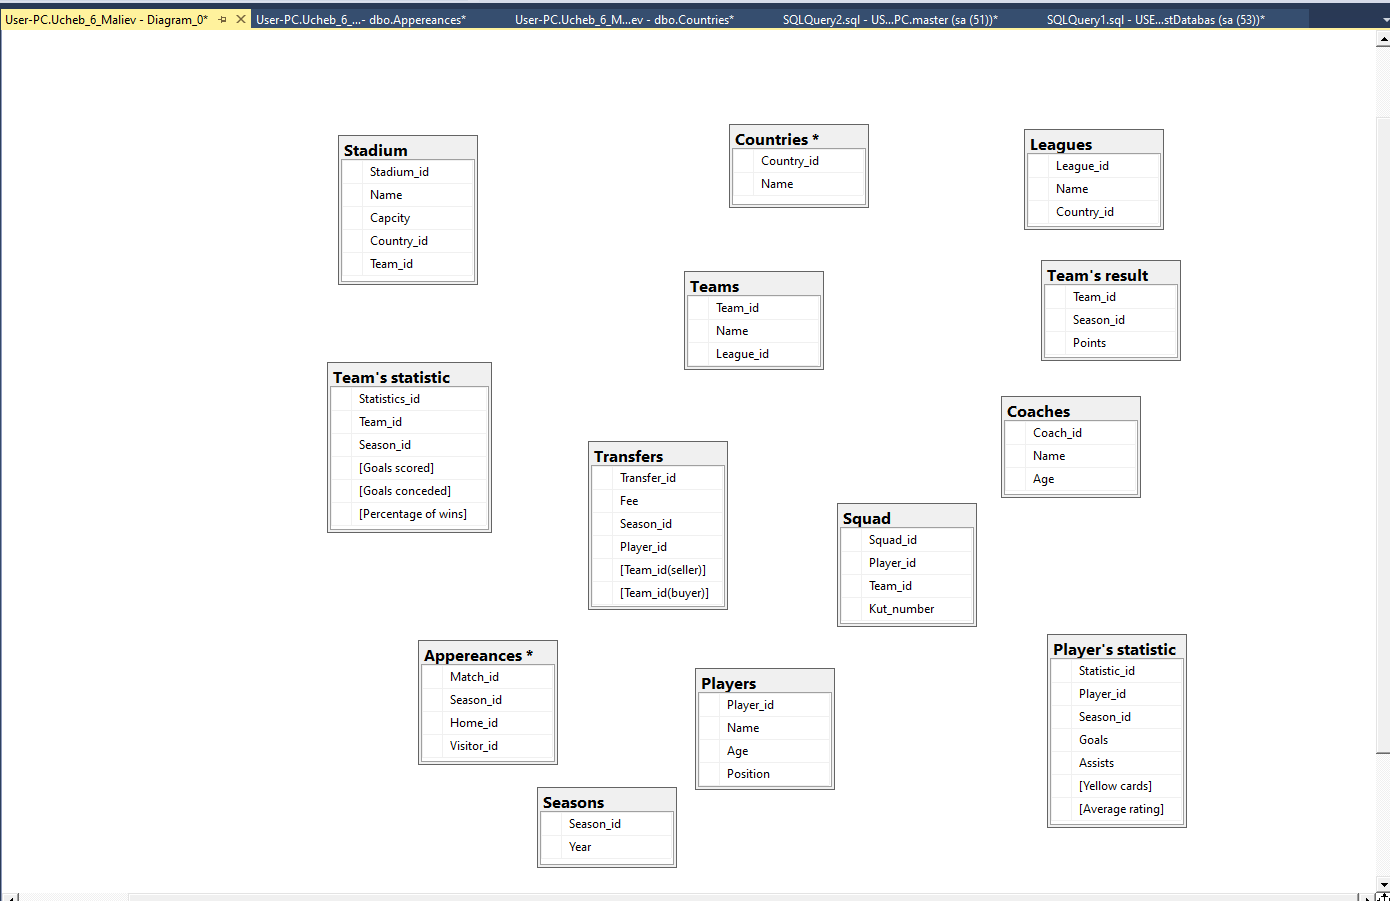 User-PC.Ucheb_6_Maliev - Diagram_0*
User-PC.Ucheb_6_...- dbo.Appereances*
User-PC.Ucheb_6_M...ev - dbo.Countries*
SQLQuery2.sql - US...PC.master (sa (51))*
SQLQuery1.sql - USE...stDatabas (sa (53))*
Stadium
Stadium_id
Name
Capcity
Country_id
Team_id
Countries *
Country_id
Name
Leagues
League_id
Name
Country_id
Teams
Team_id
Name
League_id
Team's result
Team_id
Season_id
Points
Team's statistic
Statistics_id
Team_id
Season_id
[Goals scored]
[Goals conceded]
[Percentage of wins]
Transfers
Transfer_id
Fee
Season_id
Player_id
[Team_id(seller)]
[Team_id(buyer)]
Coaches
Coach_id
Name
Age
Squad
Squad_id
Player_id
Team_id
Kut_number
Appereances *
Match_id
Season_id
Home_id
Visitor_id
Players
Player_id
Name
Age
Position
Player's statistic
Statistic_id
Player_id
Season_id
Goals
Assists
[Yellow cards]
[Average rating]
Seasons
Season_id
Year